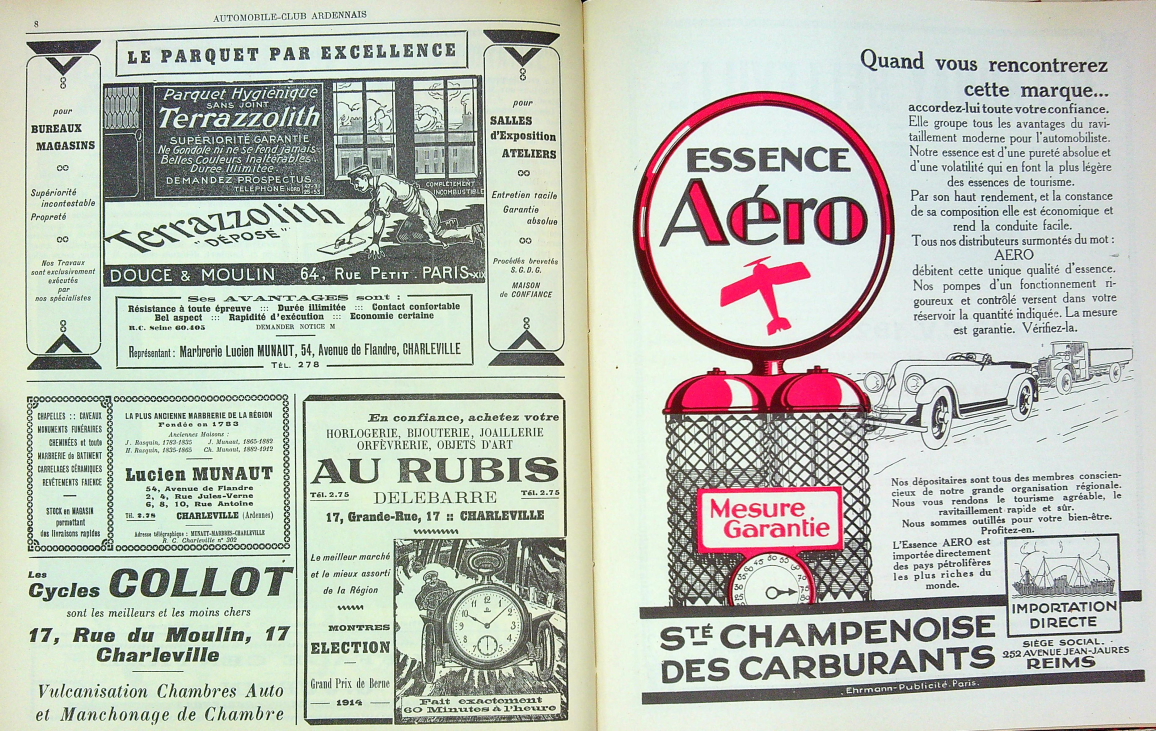 8
AUTOMOBILE-CLUB ARDENNAIS
pour
BUREAUX
MAGASINS
Supériorité
incontestable
Propreté
Nos Travaux
sont exclusivement
exécutés
par
nos spécialistes
LE PARQUET PAR EXCELLENCE
Parquet Hygiénique
SANS JOINT
Terrazzolith
SUPÉRIORITÉ GARANTIE
Ne Gondole ni ne se fend jamais
Belles Couleurs Inaltérables
Durée Illimitée
DEMANDEZ PROSPECTUS
TÉLÉPHONE NORD
COMPLÈTEMENT
INCOMBUSTIBLE
Terrazzolith
"DÉPOSÉ"
DOUCE & MOULIN 64, RUE PETIT. PARIS-XIX
Ses AVANTAGES sont :
Résistance à toute épreuve ::: Durée illimitée ::: Contact confortable
Bel aspect ::: Rapidité d'exécution ::: Economie certaine
R.C. Seine 60.405 DEMANDER NOTICE M
Représentant : Marbrerie Lucien MUNAUT, 54, Avenue de Flandre, CHARLEVILLE
TÉL. 278
pour
SALLES
d'Exposition
ATELIERS
Entretien facile
Garantie
absolue
Procédés brevetés
S.G.D.G.
MAISON
de CONFIANCE
CHAPELLES :: CAVEAUX
MONUMENTS FUNÉRAIRES
CHEMINÉES et toute
MARBRERIE de BATIMENT
CARRELAGES CÉRAMIQUES
REVÊTEMENTS FAIENCE
STOCK en MAGASIN
permettant
des livraisons rapides
LA PLUS ANCIENNE MARBRERIE DE LA RÉGION
Fondée en 1783
Anciennes Maisons :
J. Rasquin, 1783-1835 J. Munaut, 1865-1882
H. Rasquin, 1835-1865 Ch. Munaut, 1882-1912
Lucien MUNAUT
54, Avenue de Flandre
2, 4, Rue Jules-Verne
6, 8, 10, Rue Antoine
Tél. 2.78 CHARLEVILLE (Ardennes)
Adresse télégraphique : MUNAUT-MARBRES-CHARLEVILLE
R. C. Charleville n° 302
Les
Cycles COLLOT
sont les meilleurs et les moins chers
17, Rue du Moulin, 17
Charleville
Vulcanisation Chambres Auto
et Manchonage de Chambre
En confiance, achetez votre
HORLOGERIE, BIJOUTERIE, JOAILLERIE
ORFÈVRERIE, OBJETS D'ART
AU RUBIS
Tél. 2.75 DELEBARRE Tél. 2.75
17, Grande-Rue, 17 :: CHARLEVILLE
Le meilleur marché
et le mieux assorti
de la Région
MONTRES
ELECTION
Grand Prix de Berne
1914
Fait exactement
60 Minutes à l'heure
Quand vous rencontrerez
cette marque...
accordez-lui toute votre confiance.
Elle groupe tous les avantages du ravi-
taillement moderne pour l'automobiliste.
Notre essence est d'une pureté absolue et
d'une volatilité qui en font la plus légère
des essences de tourisme.
Par son haut rendement, et la constance
de sa composition elle est économique et
rend la conduite facile.
Tous nos distributeurs surmontés du mot :
AERO
débitent cette unique qualité d'essence.
Nos pompes d'un fonctionnement ri-
goureux et contrôlé versent dans votre
réservoir la quantité indiquée. La mesure
est garantie. Vérifiez-la.
ESSENCE
Aéro
Mesure
Garantie
Nos dépositaires sont tous des membres conscien-
cieux de notre grande organisation régionale.
Nous vous rendons le tourisme agréable, le
ravitaillement rapide et sûr.
Nous sommes outillés pour votre bien-être.
Profitez-en.
L'Essence AERO est
importée directement
des pays pétrolifères
les plus riches du
monde.
IMPORTATION
DIRECTE
STÉ CHAMPENOISE
DES CARBURANTS
SIÈGE SOCIAL.
252 AVENUE JEAN-JAURES
REIMS
Ehrmann-Publicité-Paris.